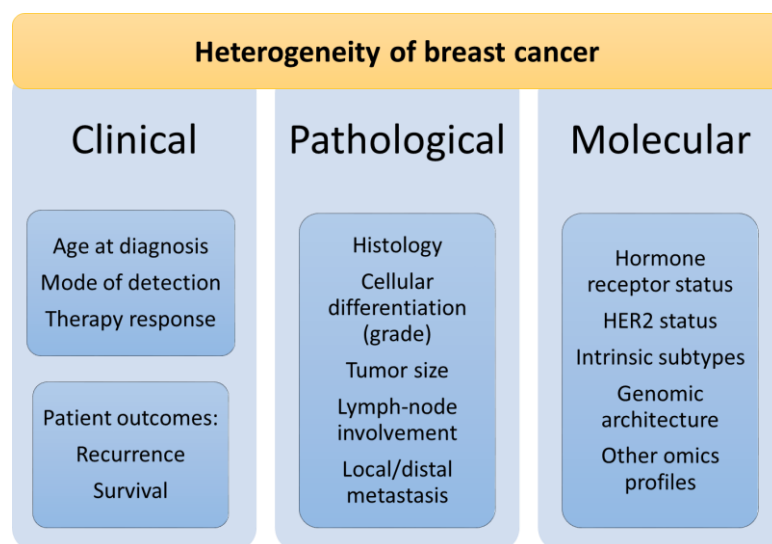 Heterogeneity of breast cancer
Clinical
Age at diagnosis
Mode of detection
Therapy response
Patient outcomes:
Recurrence
Survival
Pathological
Histology
Cellular
differentiation
(grade)
Tumor size
Lymph-node
involvement
Local/distal
metastasis
Molecular
Hormone
receptor status
HER2 status
Intrinsic subtypes
Genomic
architecture
Other omics
profiles